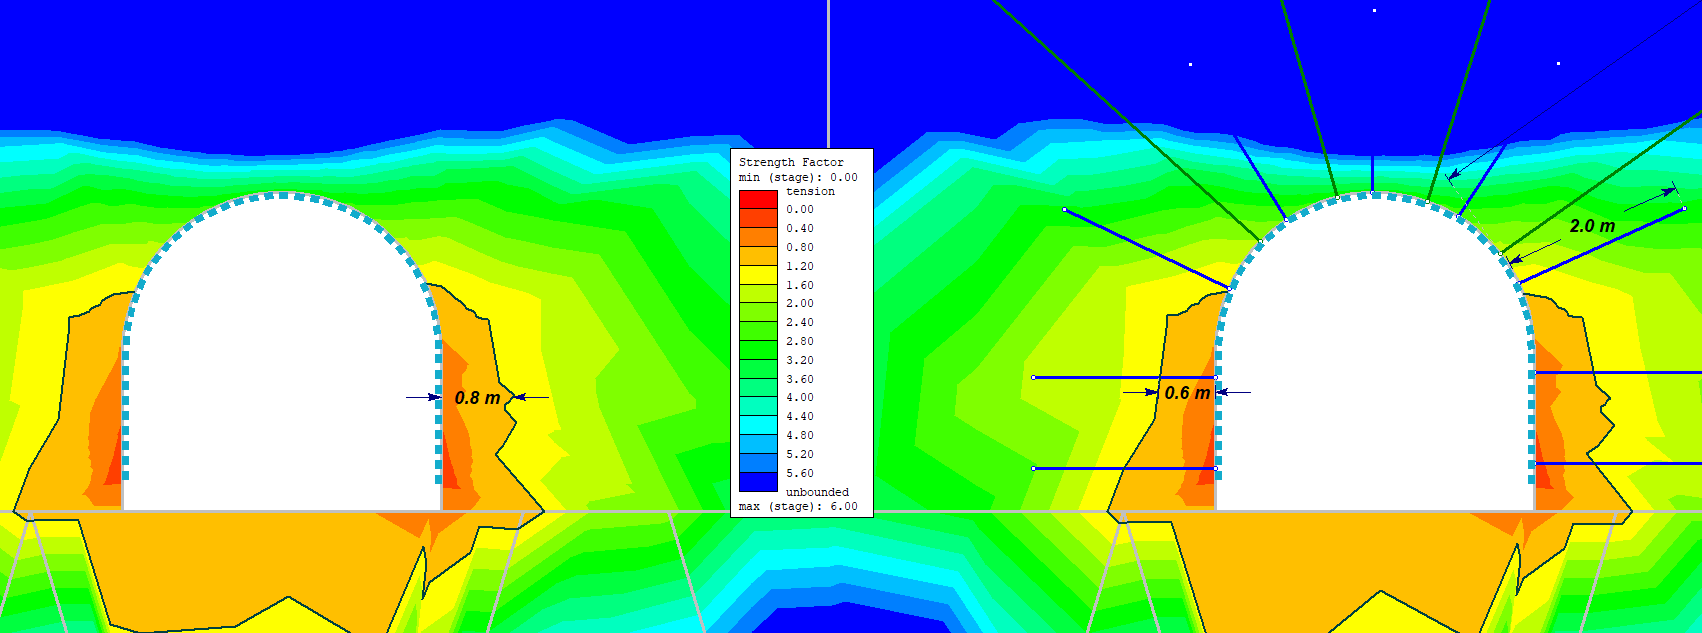 Strength Factor
min (stage): 0.00
tension
0.00
0.40
0.80
1.20
1.60
2.00
2.40
2.80
3.20
3.60
4.00
4.40
4.80
5.20
5.60
unbounded
max (stage): 6.00
0.8 m
0.6 m
2.0 m